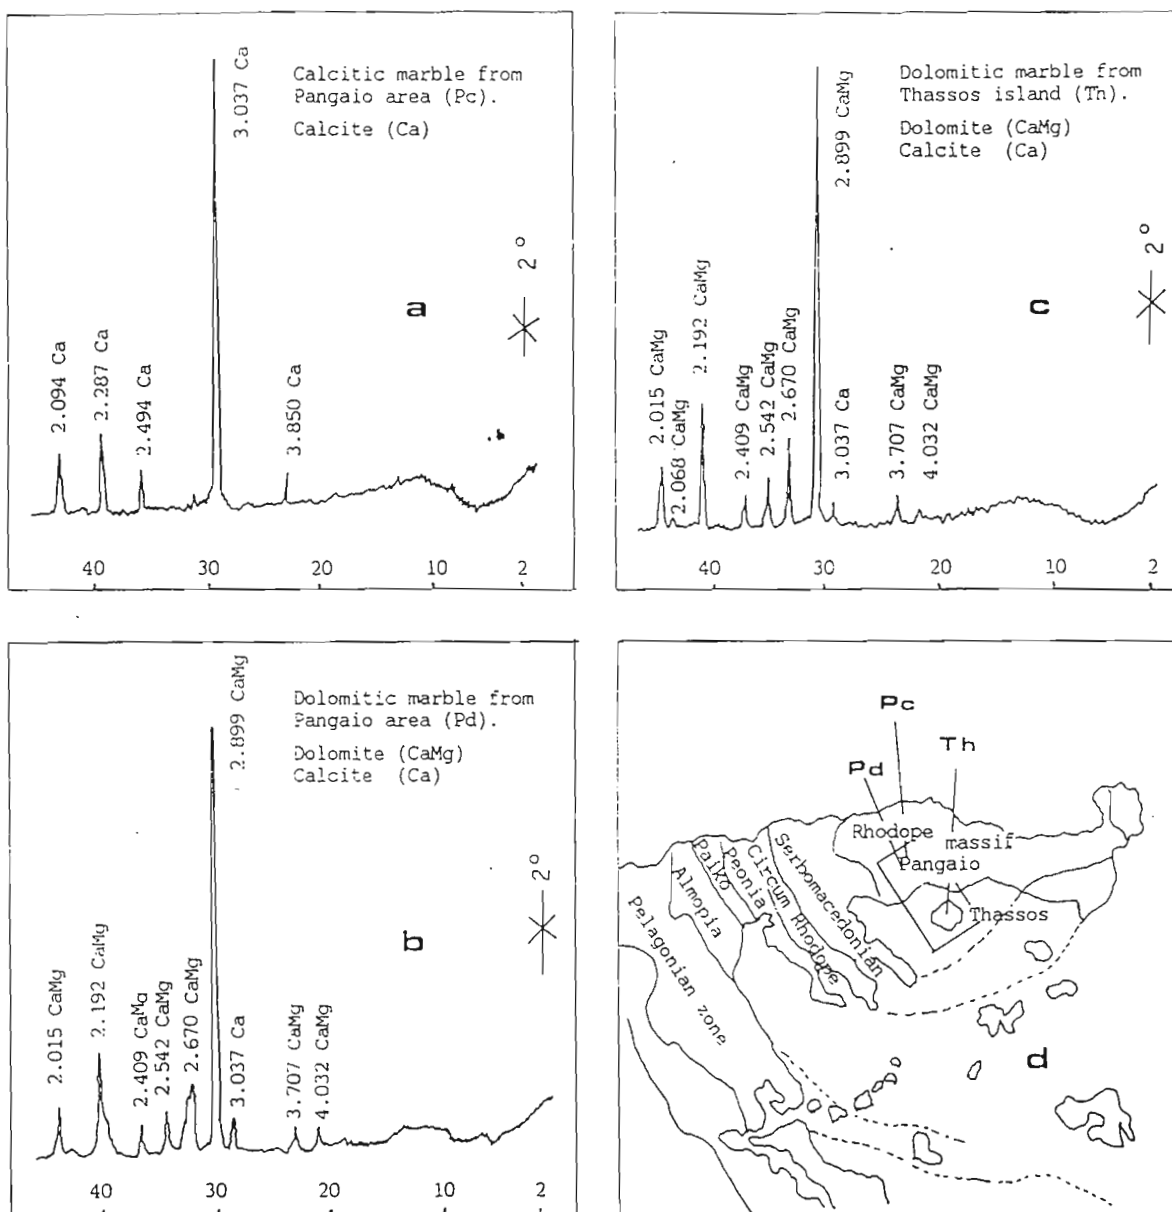 Calcitic marble from
Pangaio area (Pc).
Calcite (Ca)
2.094 Ca
2.287 Ca
2.494 Ca
3.037 Ca
3.850 Ca
a
2°
40 30 20 10 2
Dolomitic marble from
Thassos island (Th).
Dolomite (CaMg)
Calcite (Ca)
2.015 CaMg
2.068 CaMg
2.192 CaMg
2.409 CaMg
2.542 CaMg
2.670 CaMg
2.899 CaMg
3.037 Ca
3.707 CaMg
4.032 CaMg
c
2°
40 30 20 10 2
Dolomitic marble from
Pangaio area (Pd).
Dolomite (CaMg)
Calcite (Ca)
2.015 CaMg
2.192 CaMg
2.409 CaMg
2.542 CaMg
2.670 CaMg
2.899 CaMg
3.037 Ca
3.707 CaMg
4.032 CaMg
b
2°
40 30 20 10 2
Pc
Th
Pd
Rhodope
massif
Pangaio
Thassos
Serbomacedonian
Circum Rhodope
Peonia
Paiko
Almopia
Pelagonian zone
d